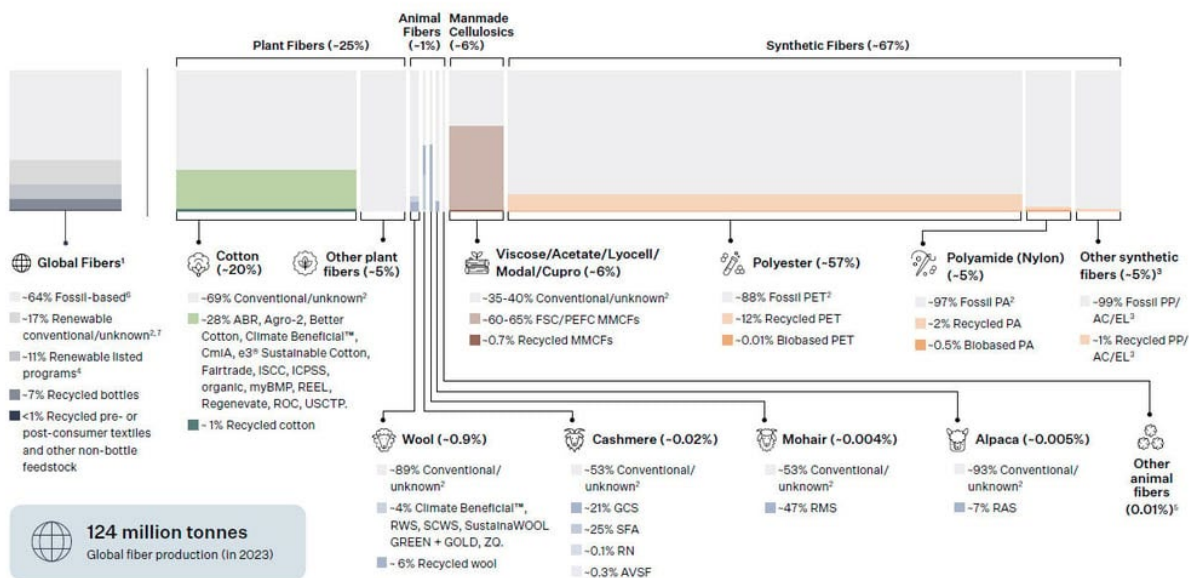 Plant Fibers (~25%)
Animal
Fibers
(~1%)
Manmade
Cellulosics
(~6%)
Synthetic Fibers (~67%)
Global Fibers¹
~64% Fossil-based⁶
~17% Renewable
conventional/unknown²,⁷
~11% Renewable listed
programs⁴
~7% Recycled bottles
<1% Recycled pre- or
post-consumer textiles
and other non-bottle
feedstock
Cotton
(~20%)
~69% Conventional/unknown²
~28% ABR, Agro-2, Better
Cotton, Climate Beneficial™,
CmiA, e3® Sustainable Cotton,
Fairtrade, ISCC, ICPSS,
organic, myBMP, REEL,
Regenevate, ROC, USCTP.
~ 1% Recycled cotton
Other plant
fibers (~5%)
Viscose/Acetate/Lyocell/
Modal/Cupro (~6%)
~35-40% Conventional/unknown²
~60-65% FSC/PEFC MMCFs
~0.7% Recycled MMCFs
Polyester (~57%)
~88% Fossil PET²
~12% Recycled PET
~0.01% Biobased PET
Polyamide (Nylon)
(~5%)
~97% Fossil PA²
~2% Recycled PA
~0.5% Biobased PA
Other synthetic
fibers (~5%)³
~99% Fossil PP/
AC/EL³
~1% Recycled PP/
AC/EL³
Wool (~0.9%)
~89% Conventional/
unknown²
~4% Climate Beneficial™,
RWS, SCWS, SustainaWOOL
GREEN + GOLD, ZQ.
~ 6% Recycled wool
Cashmere (~0.02%)
~53% Conventional/
unknown²
~21% GCS
~25% SFA
~0.1% RN
~0.3% AVSF
Mohair (~0.004%)
~53% Conventional/
unknown²
~47% RMS
Alpaca (~0.005%)
~93% Conventional/
unknown²
~7% RAS
Other
animal
fibers
(0.01%)⁵
124 million tonnes
Global fiber production (in 2023)